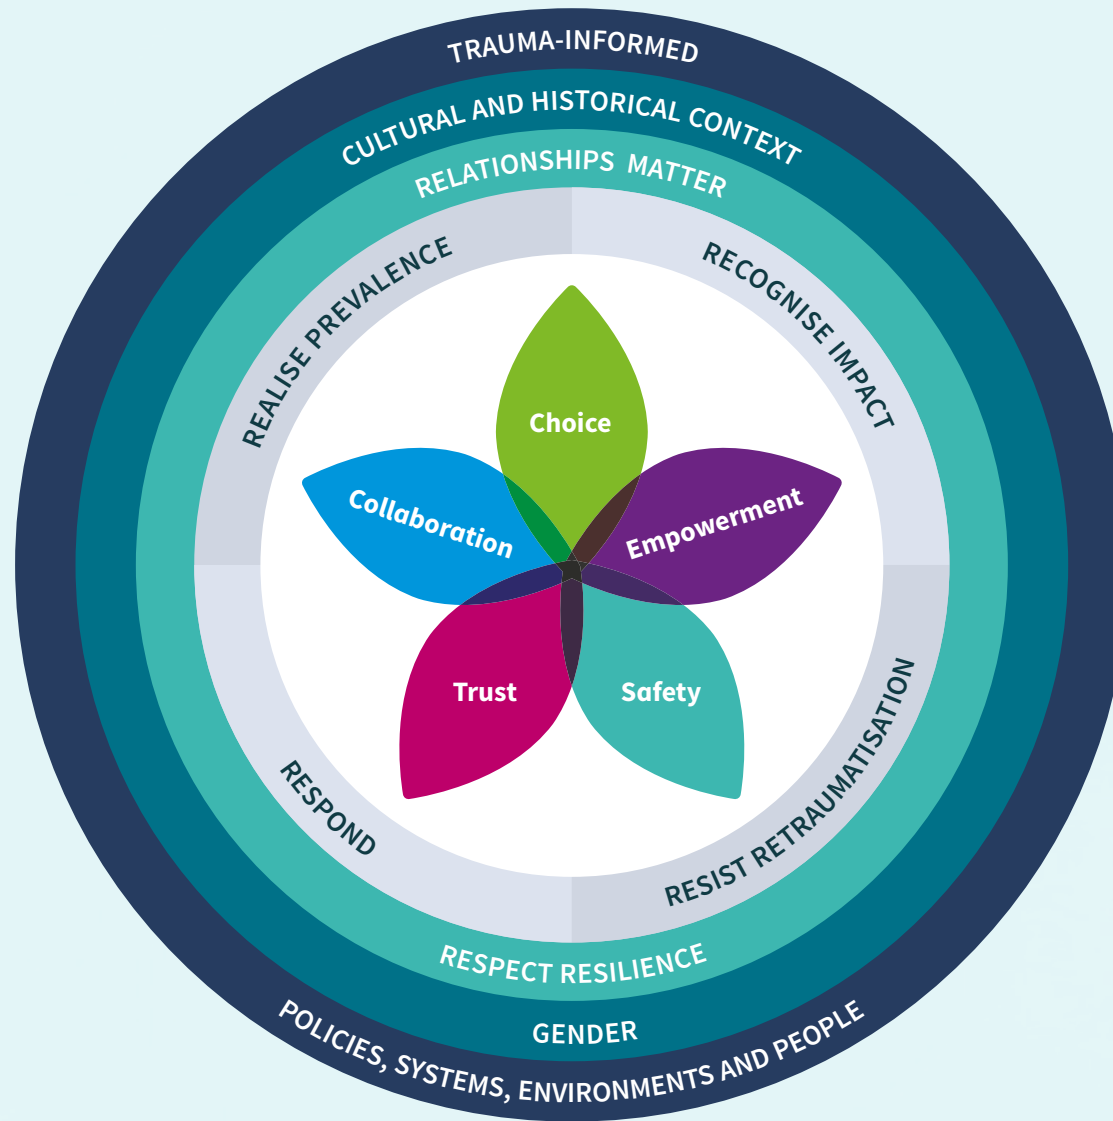 TRAUMA-INFORMED
CULTURAL AND HISTORICAL CONTEXT
RELATIONSHIPS MATTER
REALISE PREVALENCE
RECOGNISE IMPACT
Choice
Collaboration
Empowerment
Trust
Safety
RESPOND
RESIST RETRAUMATISATION
RESPECT RESILIENCE
GENDER
POLICIES, SYSTEMS, ENVIRONMENTS AND PEOPLE